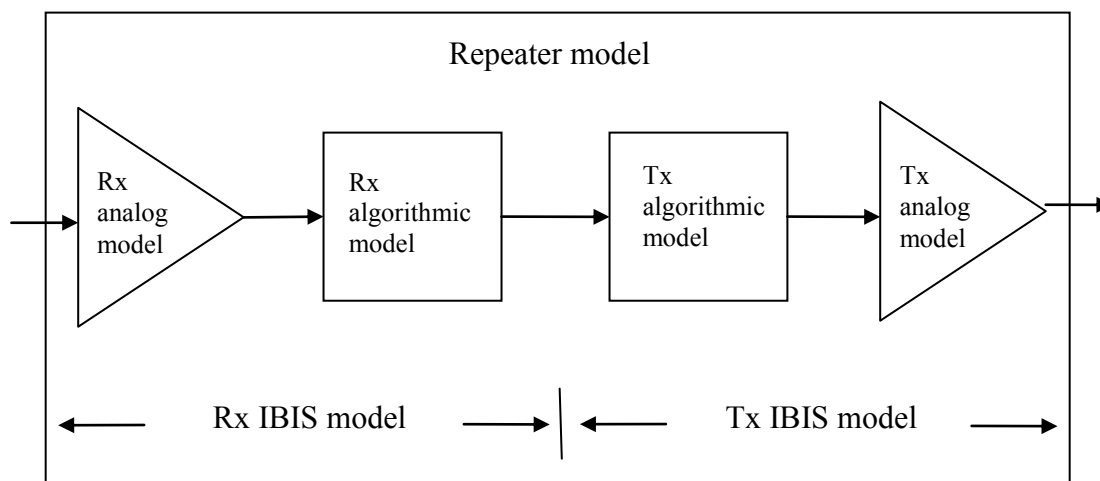 Repeater model
Rx
analog
model
Rx
algorithmic
model
Tx
algorithmic
model
Tx
analog
model
Rx IBIS model
Tx IBIS model